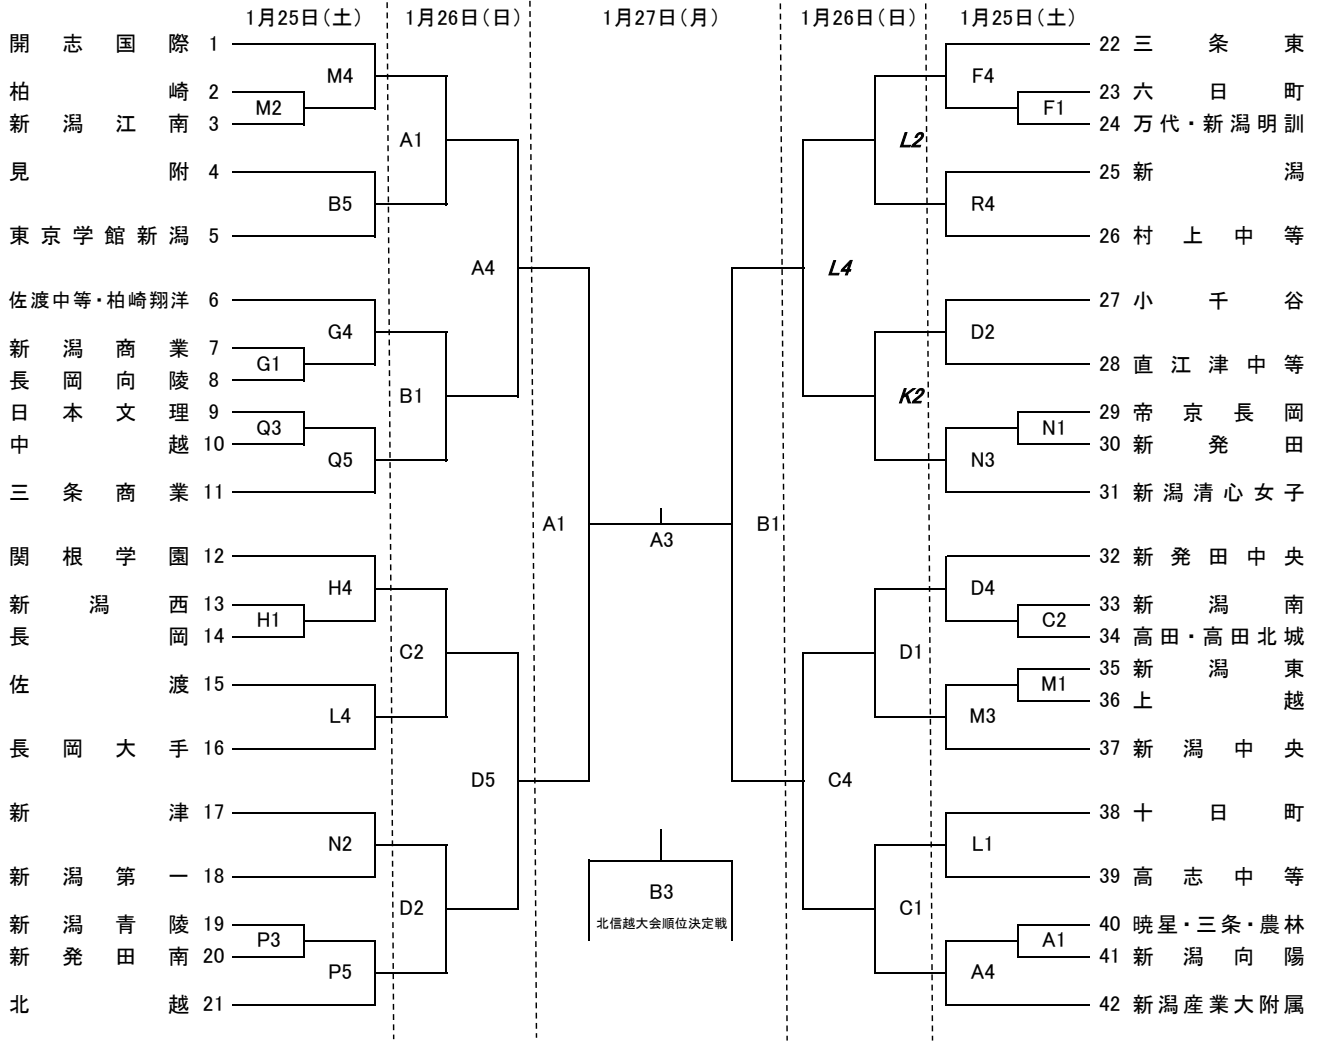 1月25日(土) 1月26日(日) 1月27日(月) 1月26日(日) 1月25日(土)
開志国際 1
柏崎 2
新潟江南 3
見附 4
東京学館新潟 5
佐渡中等・柏崎翔洋 6
新潟商業 7
長岡向陵 8
日本文理 9
中越 10
三条商業 11
関根学園 12
新潟西 13
長岡 14
佐渡 15
長岡大手 16
新津 17
新潟第一 18
新潟青陵 19
新発田南 20
北越 21
M4
M2
B5
G4
G1
Q3
Q5
H4
H1
L4
N2
P3
P5
A1
B1
C2
D2
A4
D5
A1
A3
B1
B3
北信越大会順位決定戦
L4
C4
L2
K2
D1
C1
F4
F1
R4
D2
N1
N3
D4
C2
M1
M3
L1
A1
A4
22 三条東
23 六日町
24 万代・新潟明訓
25 新潟
26 村上中等
27 小千谷
28 直江津中等
29 帝京長岡
30 新発田
31 新潟清心女子
32 新発田中央
33 新潟南
34 高田・高田北城
35 新潟東
36 上越
37 新潟中央
38 十日町
39 高志中等
40 暁星・三条・農林
41 新潟向陽
42 新潟産業大附属